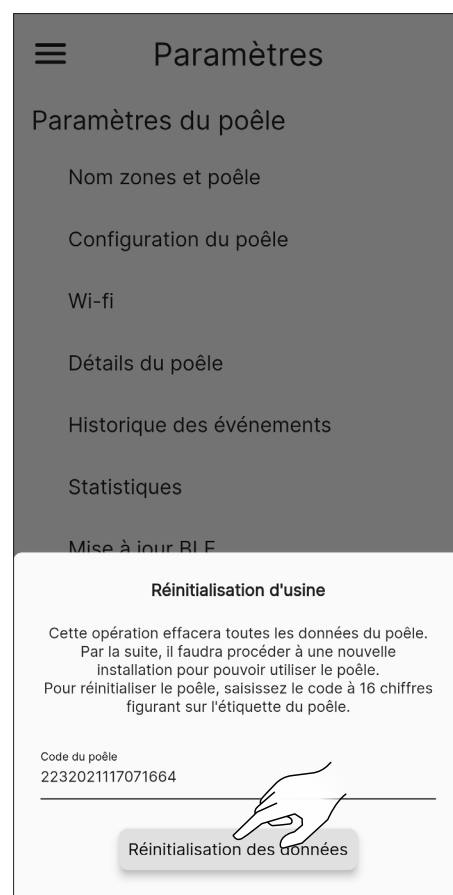 Paramètres
Paramètres du poêle
Nom zones et poêle
Configuration du poêle
Wi-fi
Détails du poêle
Historique des événements
Statistiques
Mise à jour BLE
Réinitialisation d'usine
Cette opération effacera toutes les données du poêle.
Par la suite, il faudra procéder à une nouvelle
installation pour pouvoir utiliser le poêle.
Pour réinitialiser le poêle, saisissez le code à 16 chiffres
figurant sur l'étiquette du poêle.
Code du poêle
2232021117071664
Réinitialisation des données